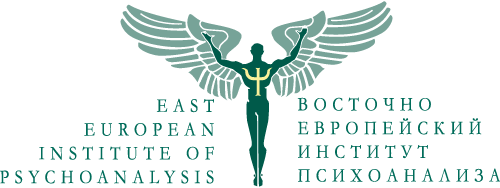 Ψ
EAST
EUROPEAN
INSTITUTE OF
PSYCHOANALYSIS
ВОСТОЧНО
ЕВРОПЕЙСКИЙ
ИНСТИТУТ
ПСИХОАНАЛИЗА